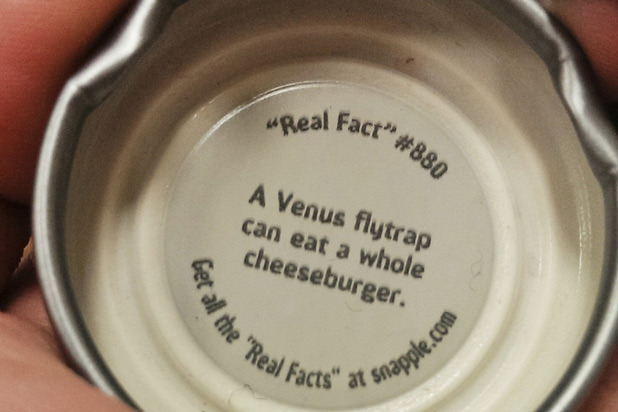 "Real Fact" #880
A Venus flytrap
can eat a whole
cheeseburger.
Get all the "Real Facts" at snapple.com